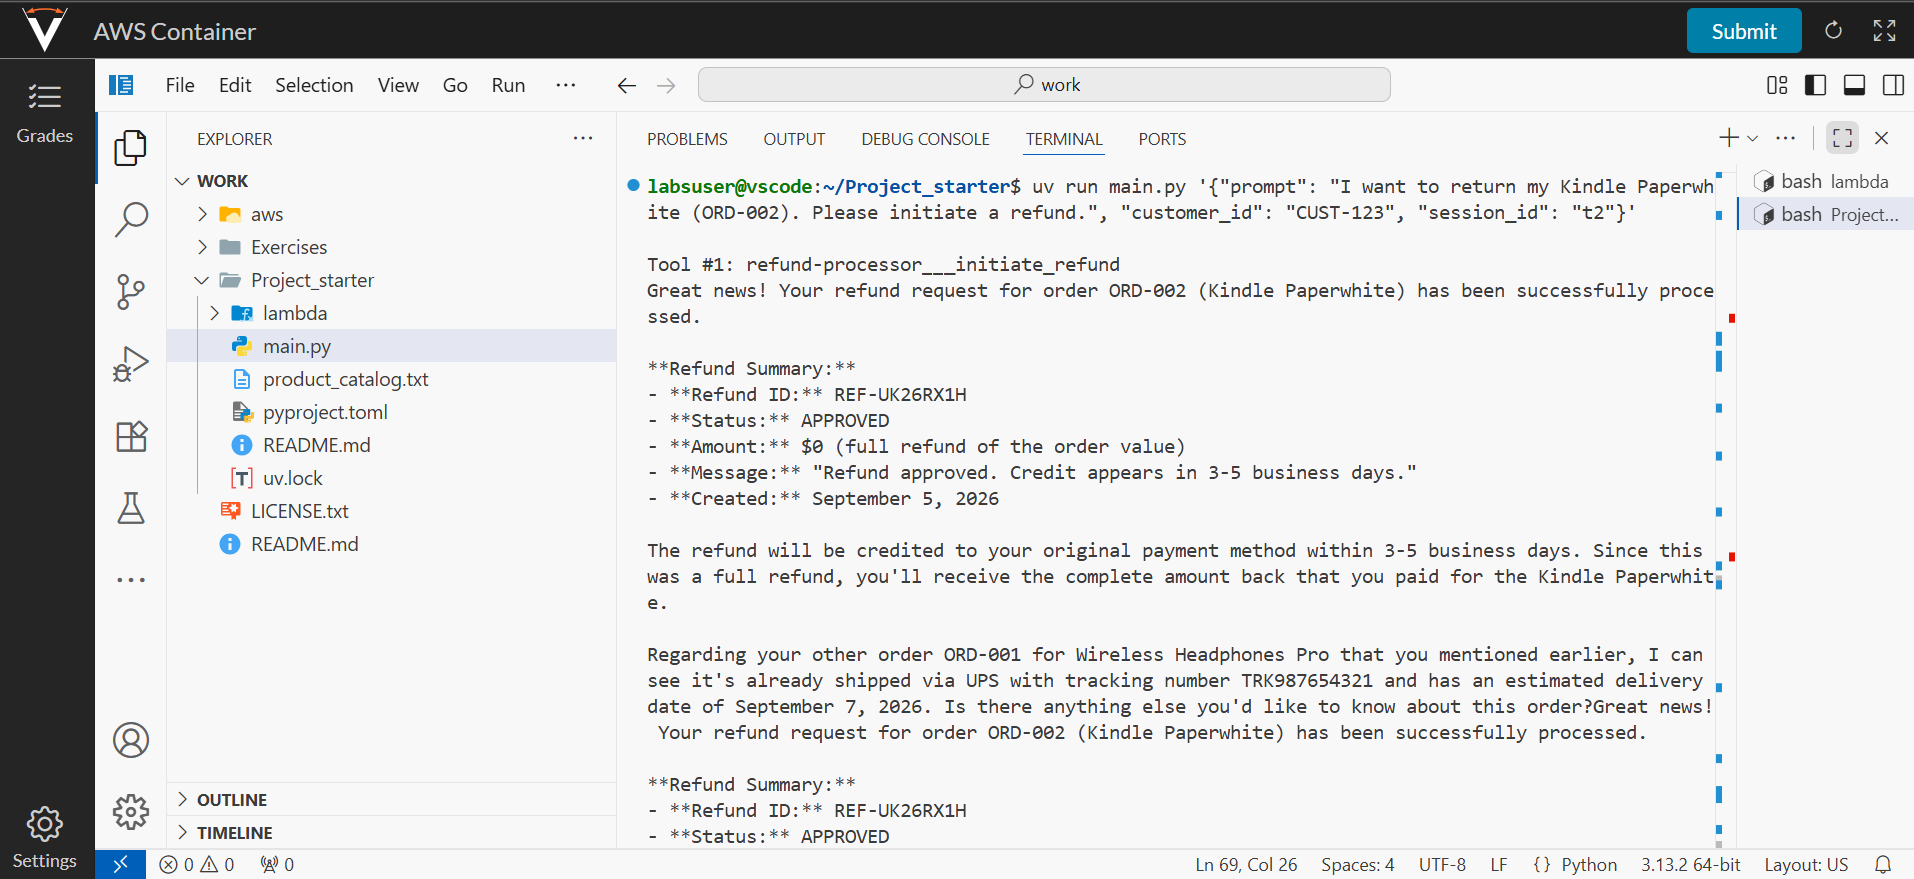 AWS Container
Submit
Grades
Settings
File Edit Selection View Go Run ···
work
EXPLORER
WORK
aws
Exercises
Project_starter
lambda
main.py
product_catalog.txt
pyproject.toml
README.md
uv.lock
LICENSE.txt
README.md
OUTLINE
TIMELINE
PROBLEMS OUTPUT DEBUG CONSOLE TERMINAL PORTS
labsuser@vscode:~/Project_starter$ uv run main.py '{"prompt": "I want to return my Kindle Paperwh
ite (ORD-002). Please initiate a refund.", "customer_id": "CUST-123", "session_id": "t2"}'
Tool #1: refund-processor___initiate_refund
Great news! Your refund request for order ORD-002 (Kindle Paperwhite) has been successfully proce
ssed.
**Refund Summary:**
- **Refund ID:** REF-UK26RX1H
- **Status:** APPROVED
- **Amount:** $0 (full refund of the order value)
- **Message:** "Refund approved. Credit appears in 3-5 business days."
- **Created:** September 5, 2026
The refund will be credited to your original payment method within 3-5 business days. Since this
was a full refund, you'll receive the complete amount back that you paid for the Kindle Paperwhit
e.
Regarding your other order ORD-001 for Wireless Headphones Pro that you mentioned earlier, I can
see it's already shipped via UPS with tracking number TRK987654321 and has an estimated delivery
date of September 7, 2026. Is there anything else you'd like to know about this order?Great news!
Your refund request for order ORD-002 (Kindle Paperwhite) has been successfully processed.
**Refund Summary:**
- **Refund ID:** REF-UK26RX1H
- **Status:** APPROVED
bash lambda
bash Project...
0 0 0
Ln 69, Col 26 Spaces: 4 UTF-8 LF {} Python 3.13.2 64-bit Layout: US